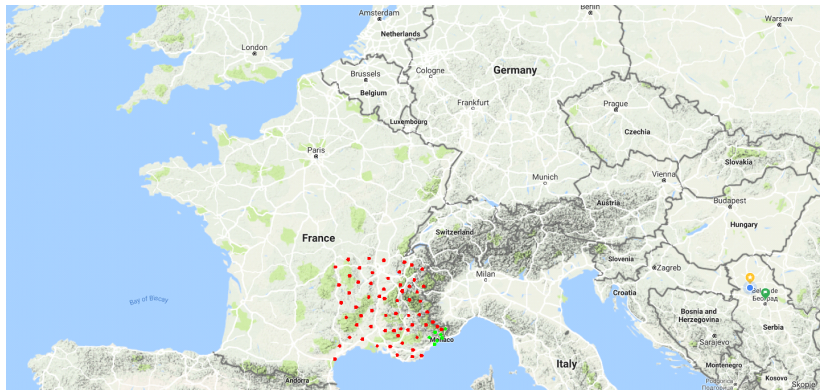 Amsterdam
Berlin
Netherlands
Warsaw
London
Brussels
Cologne
Germany
Belgium
Frankfurt
Prague
Luxembourg
Czechia
Paris
Slovakia
Munich
Vienna
Budapest
Austria
Switzerland
Hungary
France
Slovenia
Zagreb
Milan
Croatia
Београд
Bay of Biscay
Bosnia and
Herzegovina
Serbia
Monaco
Sarajevo
Italy
Montenegro
Andorra
Kosovo
Skopje